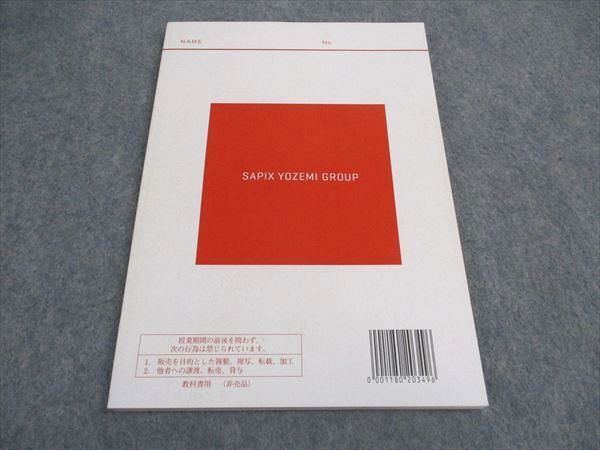 NAME No
SAPIX YOZEMI GROUP
授業期間の前後を問わず、
次の行為は禁じられています。
1. 販売を目的とした複製、複写、転載、加工
2. 他者への譲渡、転売、貸与
教科書用 (非売品)
0 001180 203496